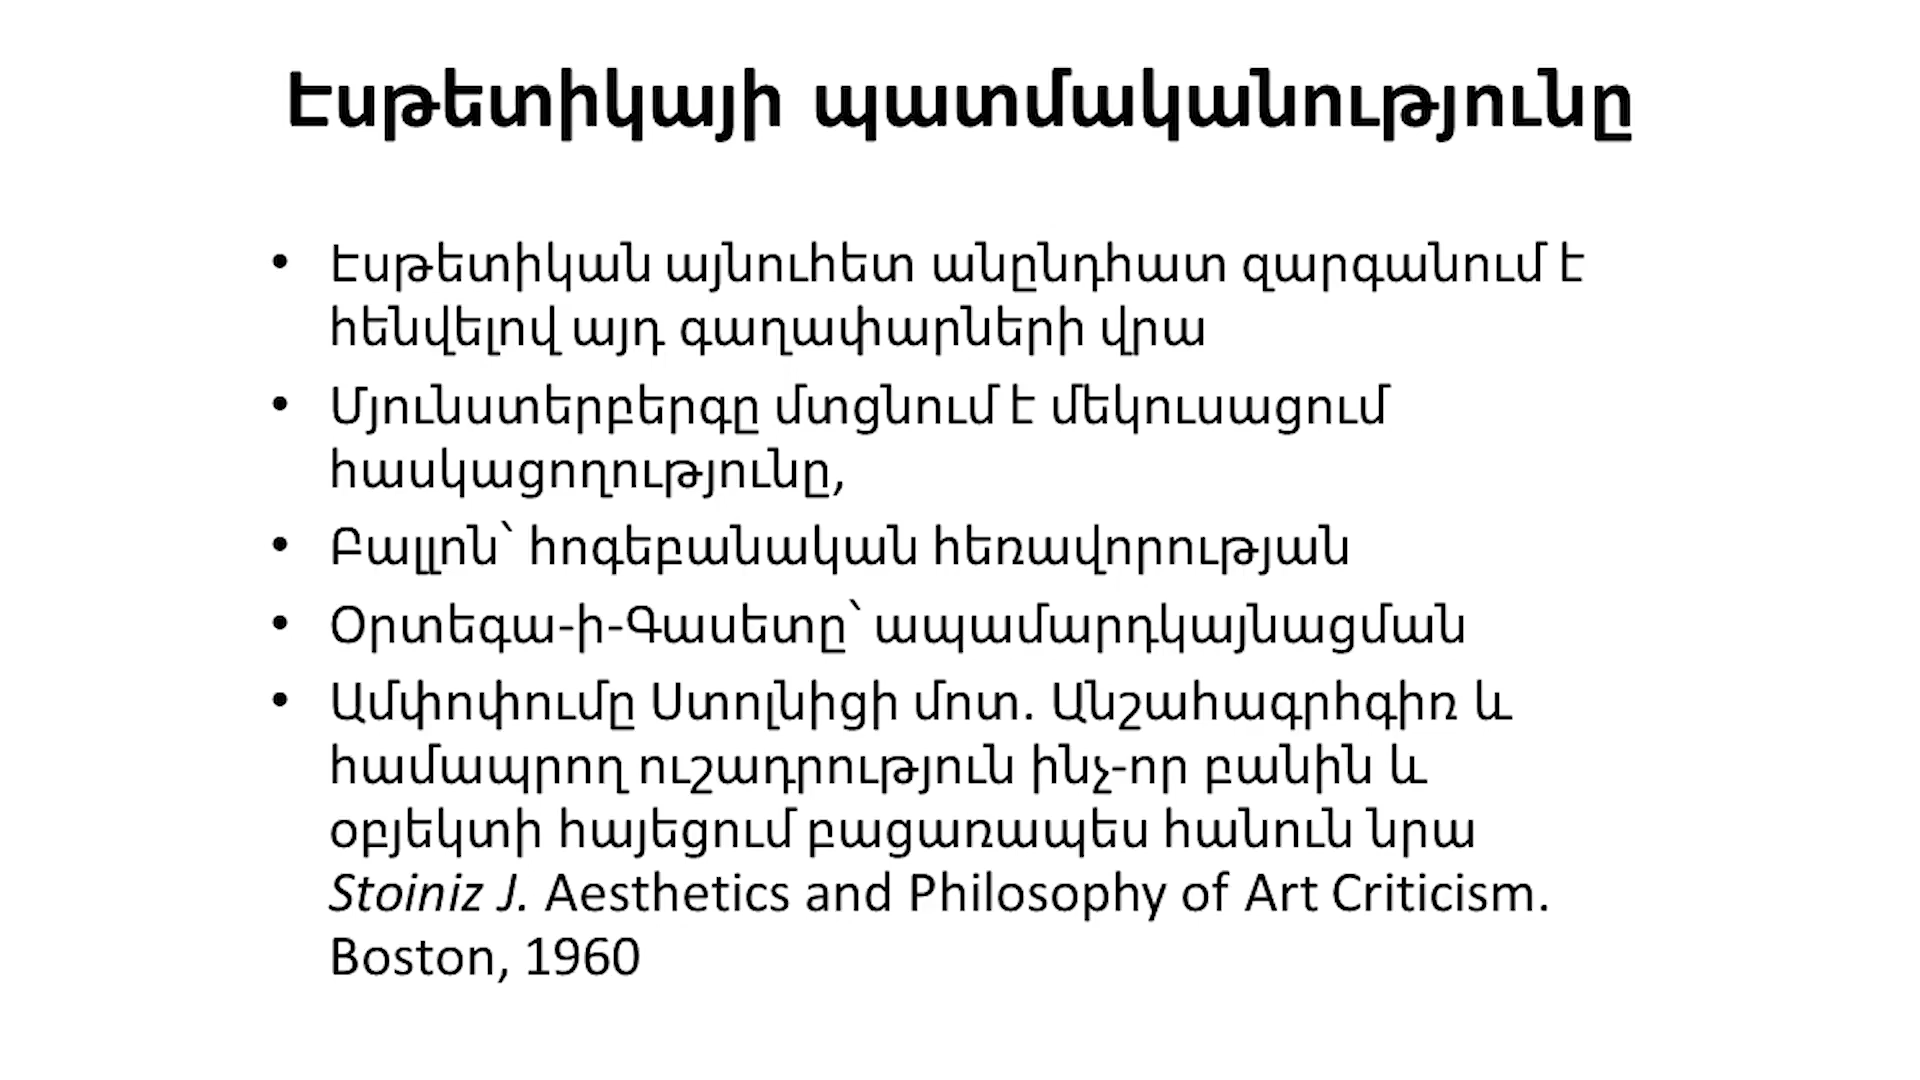 Էսթետիկայի պատմականությունը
• Էսթետիկան այնուհետ անընդհատ զարգանում է
հենվելով այդ գաղափարների վրա
• Մյունստերբերգը մտցնում է մեկուսացում
հասկացողությունը,
• Բալլոն՝ հոգեբանական հեռավորության
• Օրտեգա-ի-Գասետը՝ ապամարդկայնացման
• Ամփոփումը Ստոլնիցի մոտ. Անշահագրհգիռ և
համապրող ուշադրություն ինչ-որ բանին և
օբյեկտի հայեցում բացառապես հանուն նրա
Stoiniz J. Aesthetics and Philosophy of Art Criticism.
Boston, 1960